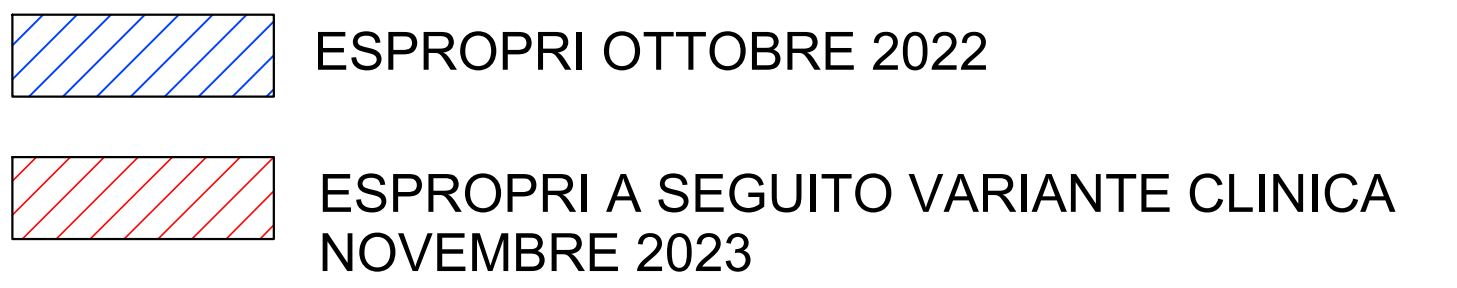 ESPROPRI OTTOBRE 2022
ESPROPRI A SEGUITO VARIANTE CLINICA
NOVEMBRE 2023